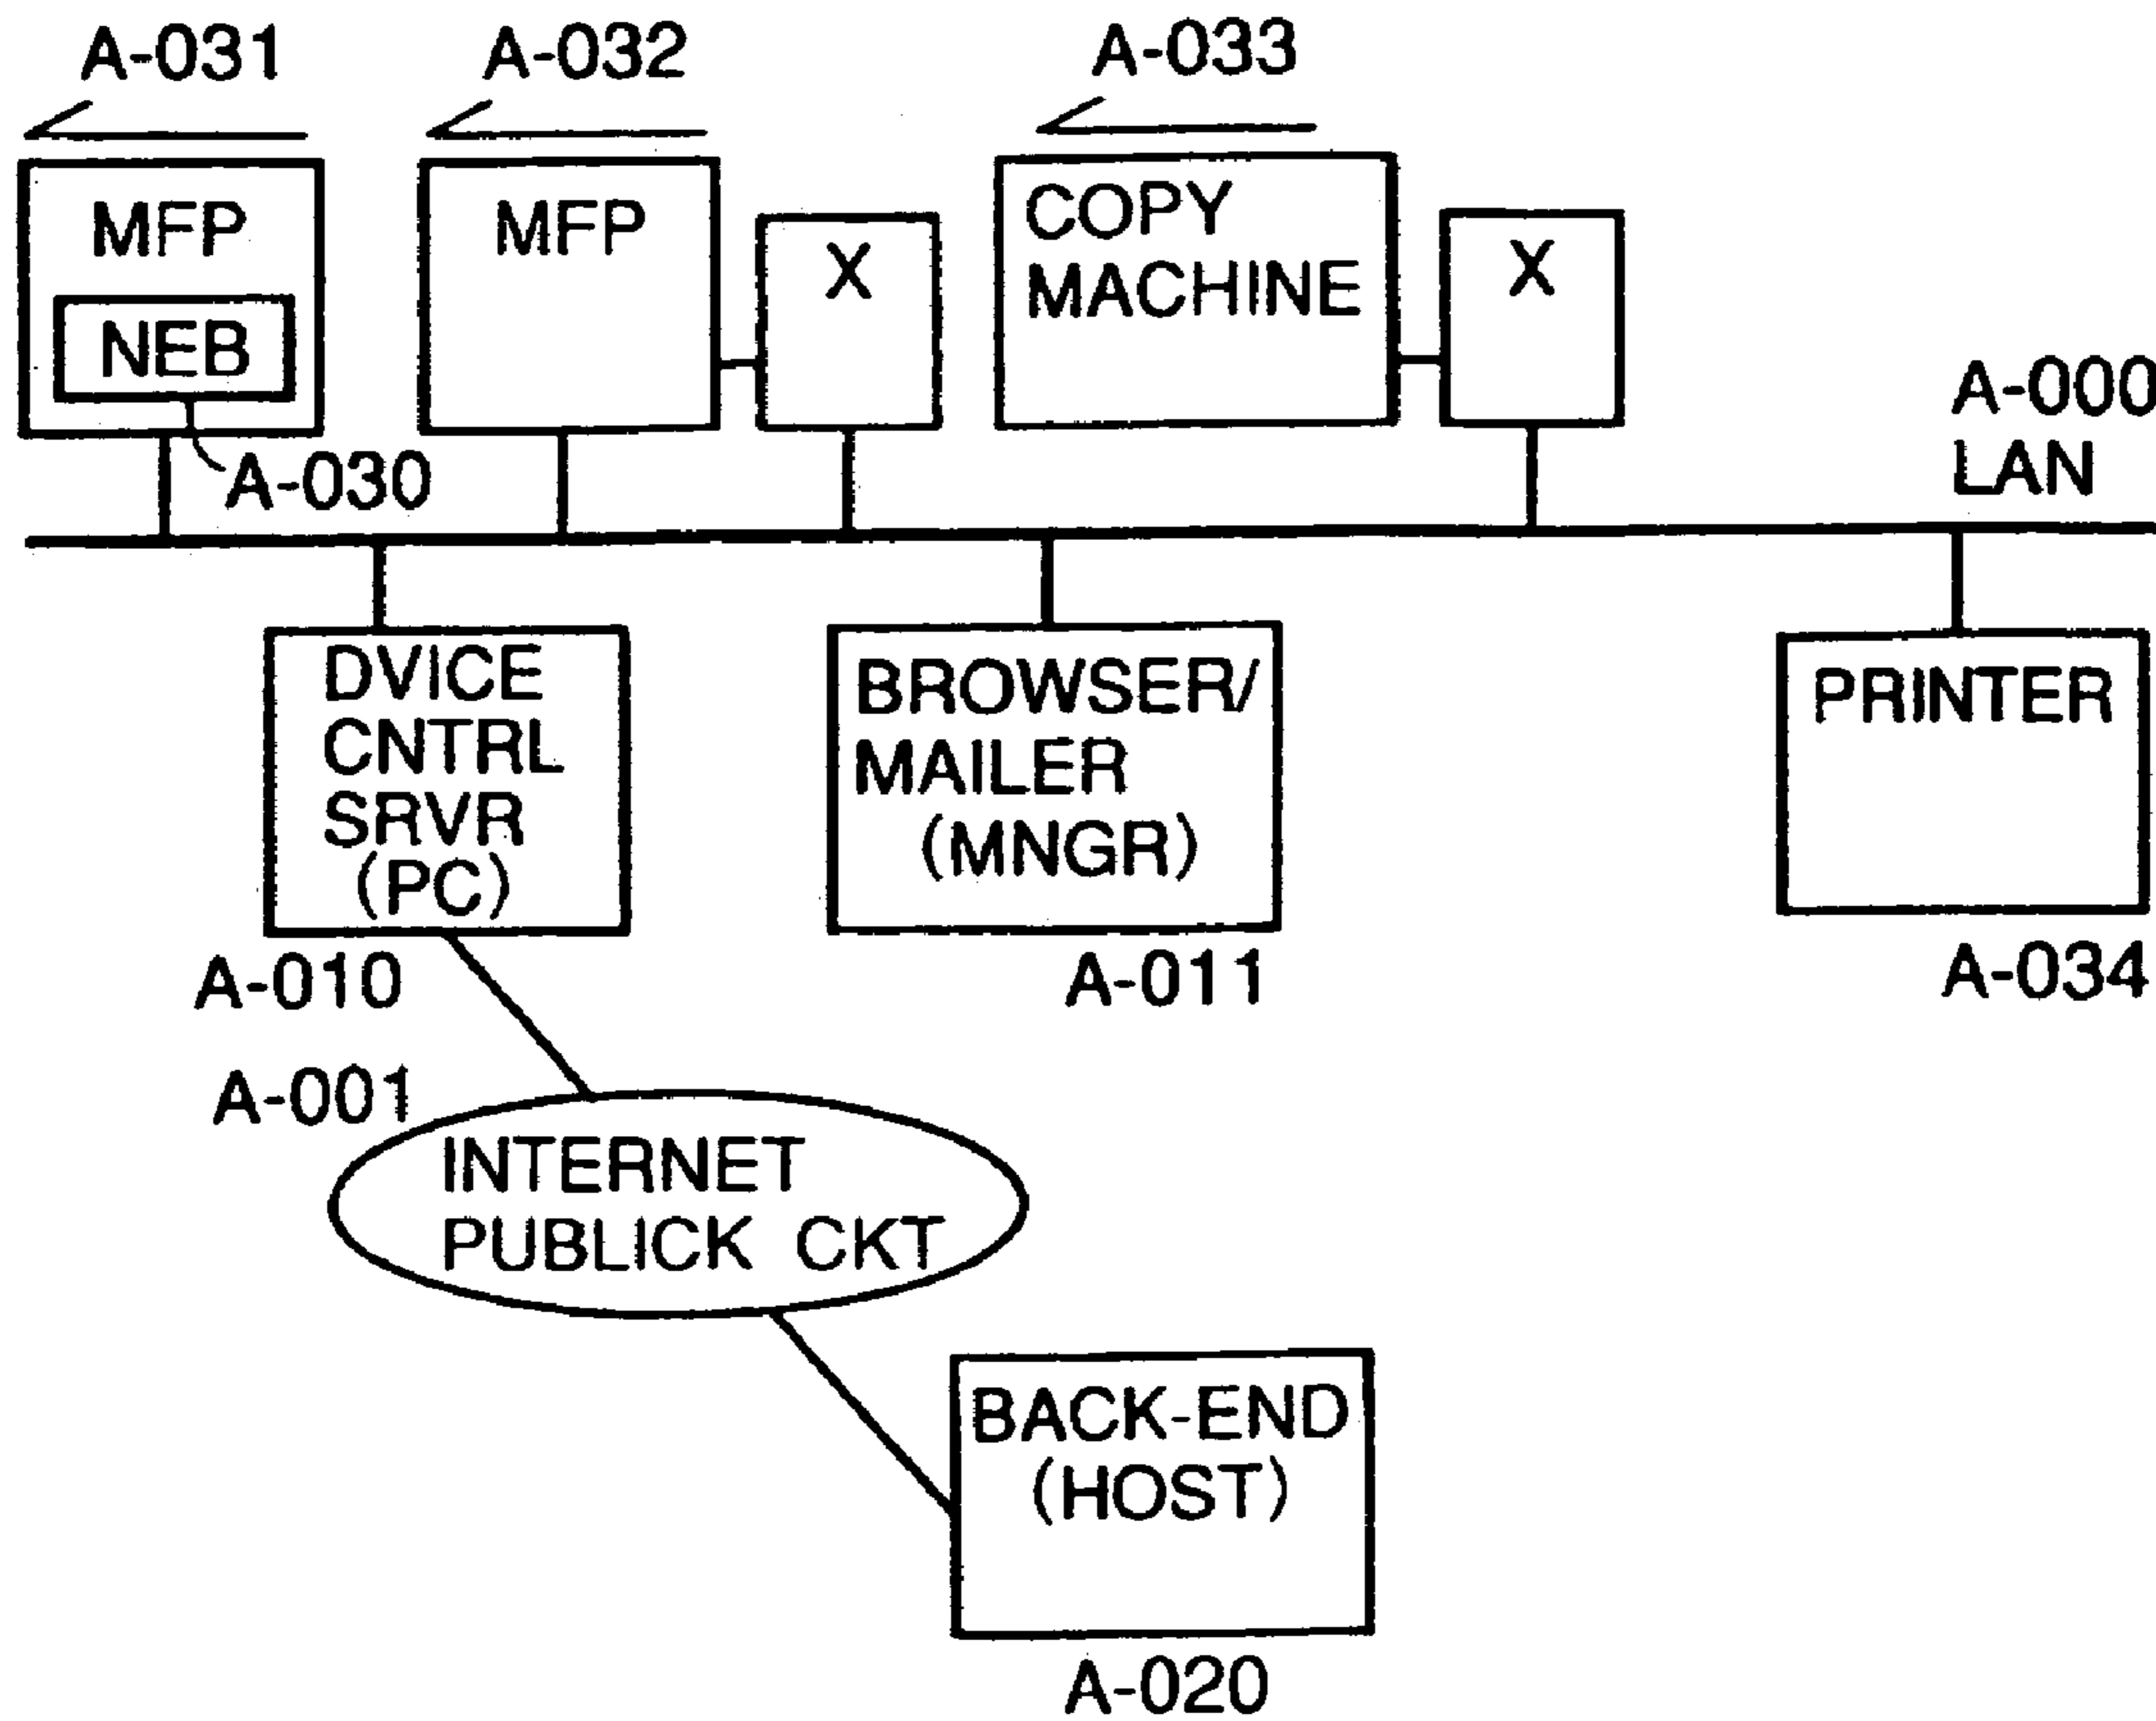 A-031
A-032
A-033
MFP
NEB
A-030
MFP
X
COPY
MACHINE
X
A-000
LAN
DVICE
CNTRL
SRVR
(PC)
A-010
BROWSER/
MAILER
(MNGR)
A-011
PRINTER
A-034
A-001
INTERNET
PUBLICK CKT
BACK-END
(HOST)
A-020